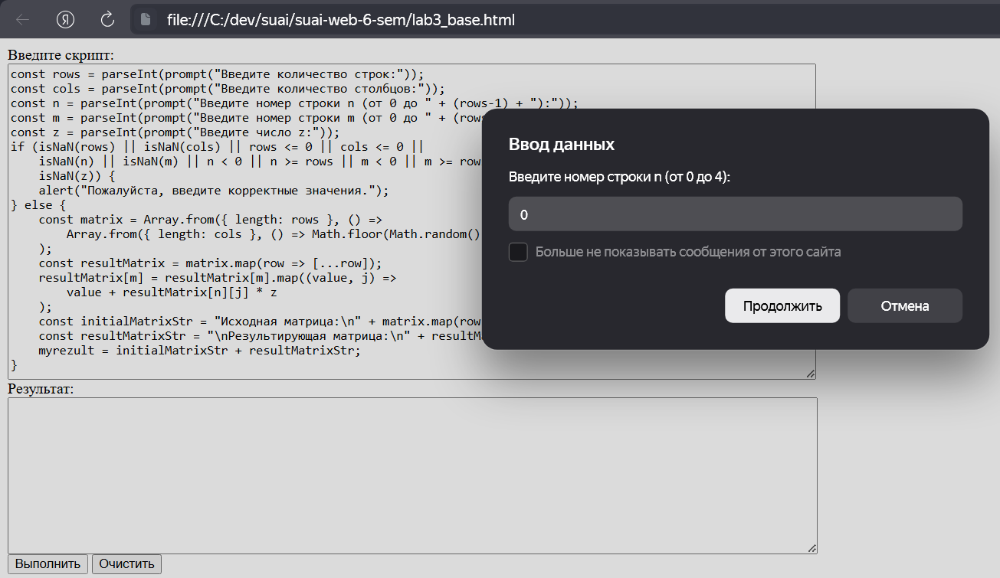 Я
file:///C:/dev/suai/suai-web-6-sem/lab3_base.html
Введите скрипт:
const rows = parseInt(prompt("Введите количество строк:"));
const cols = parseInt(prompt("Введите количество столбцов:"));
const n = parseInt(prompt("Введите номер строки n (от 0 до " + (rows-1) + "):"));
const m = parseInt(prompt("Введите номер строки m (от 0 до " + (row
const z = parseInt(prompt("Введите число z:"));
if (isNaN(rows) || isNaN(cols) || rows <= 0 || cols <= 0 ||
    isNaN(n) || isNaN(m) || n < 0 || n >= rows || m < 0 || m >= row
    isNaN(z)) {
    alert("Пожалуйста, введите корректные значения.");
} else {
    const matrix = Array.from({ length: rows }, () =>
        Array.from({ length: cols }, () => Math.floor(Math.random()
    );
    const resultMatrix = matrix.map(row => [...row]);
    resultMatrix[m] = resultMatrix[m].map((value, j) =>
        value + resultMatrix[n][j] * z
    );
    const initialMatrixStr = "Исходная матрица:\n" + matrix.map(row
    const resultMatrixStr = "\nРезультирующая матрица:\n" + resultM
    myrezult = initialMatrixStr + resultMatrixStr;
}
Ввод данных
Введите номер строки n (от 0 до 4):
0
Больше не показывать сообщения от этого сайта
Продолжить Отмена
Результат:
Выполнить Очистить